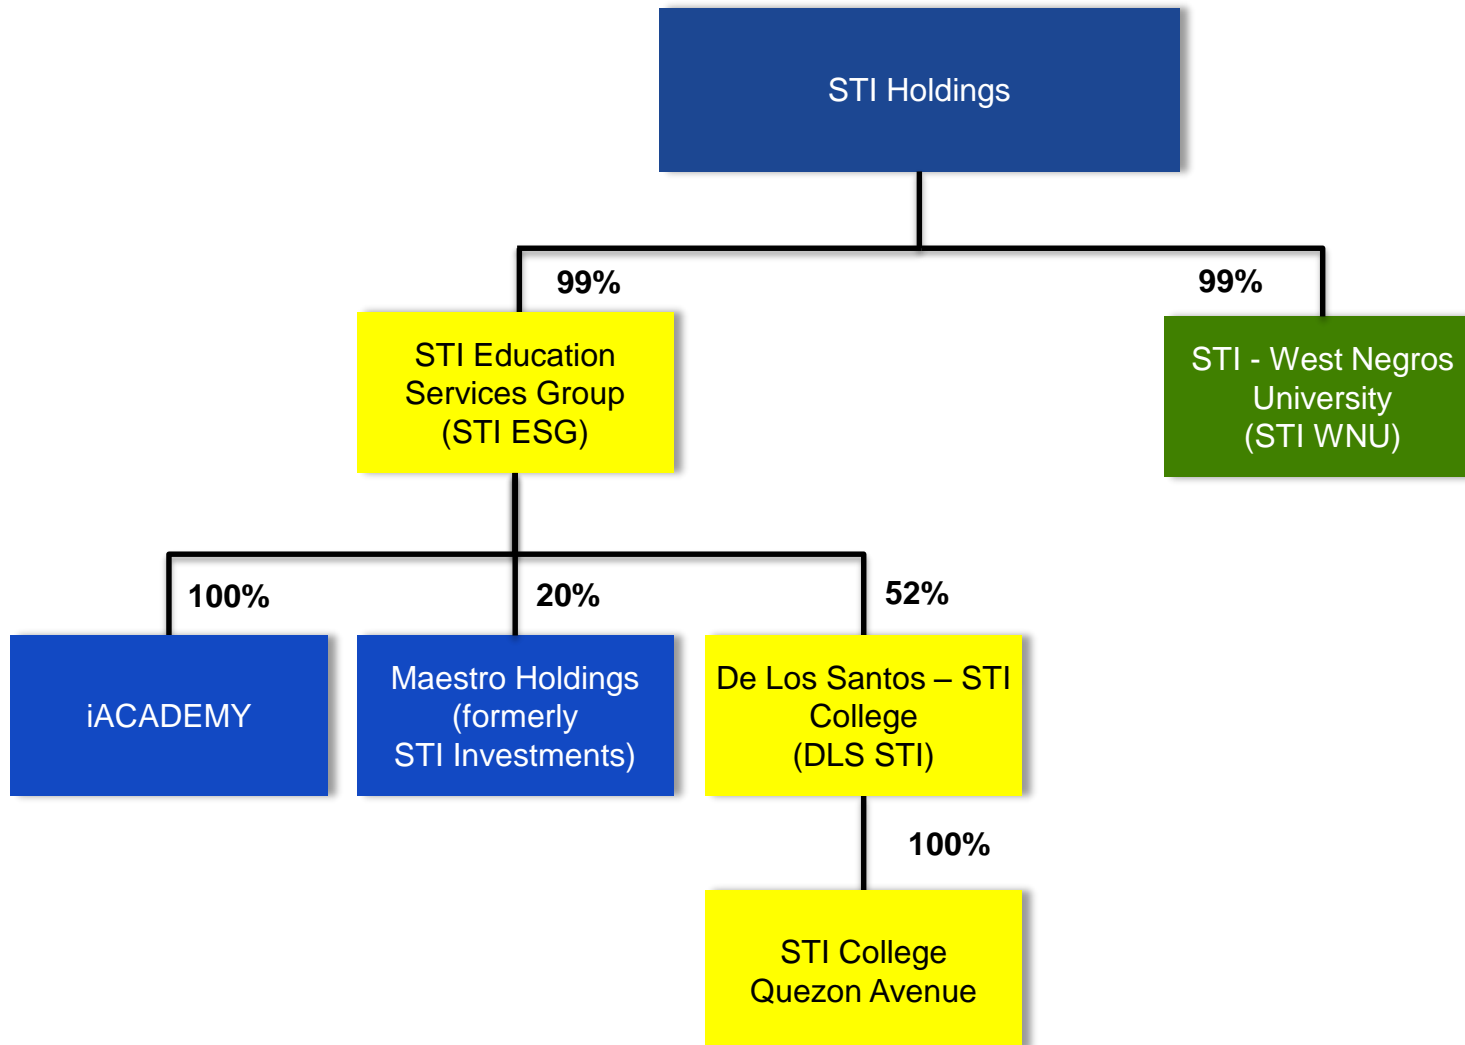 STI Holdings
99%
99%
STI Education
Services Group
(STI ESG)
STI - West Negros
University
(STI WNU)
100%
20%
52%
iACADEMY
Maestro Holdings
(formerly
STI Investments)
De Los Santos – STI
College
(DLS STI)
100%
STI College
Quezon Avenue